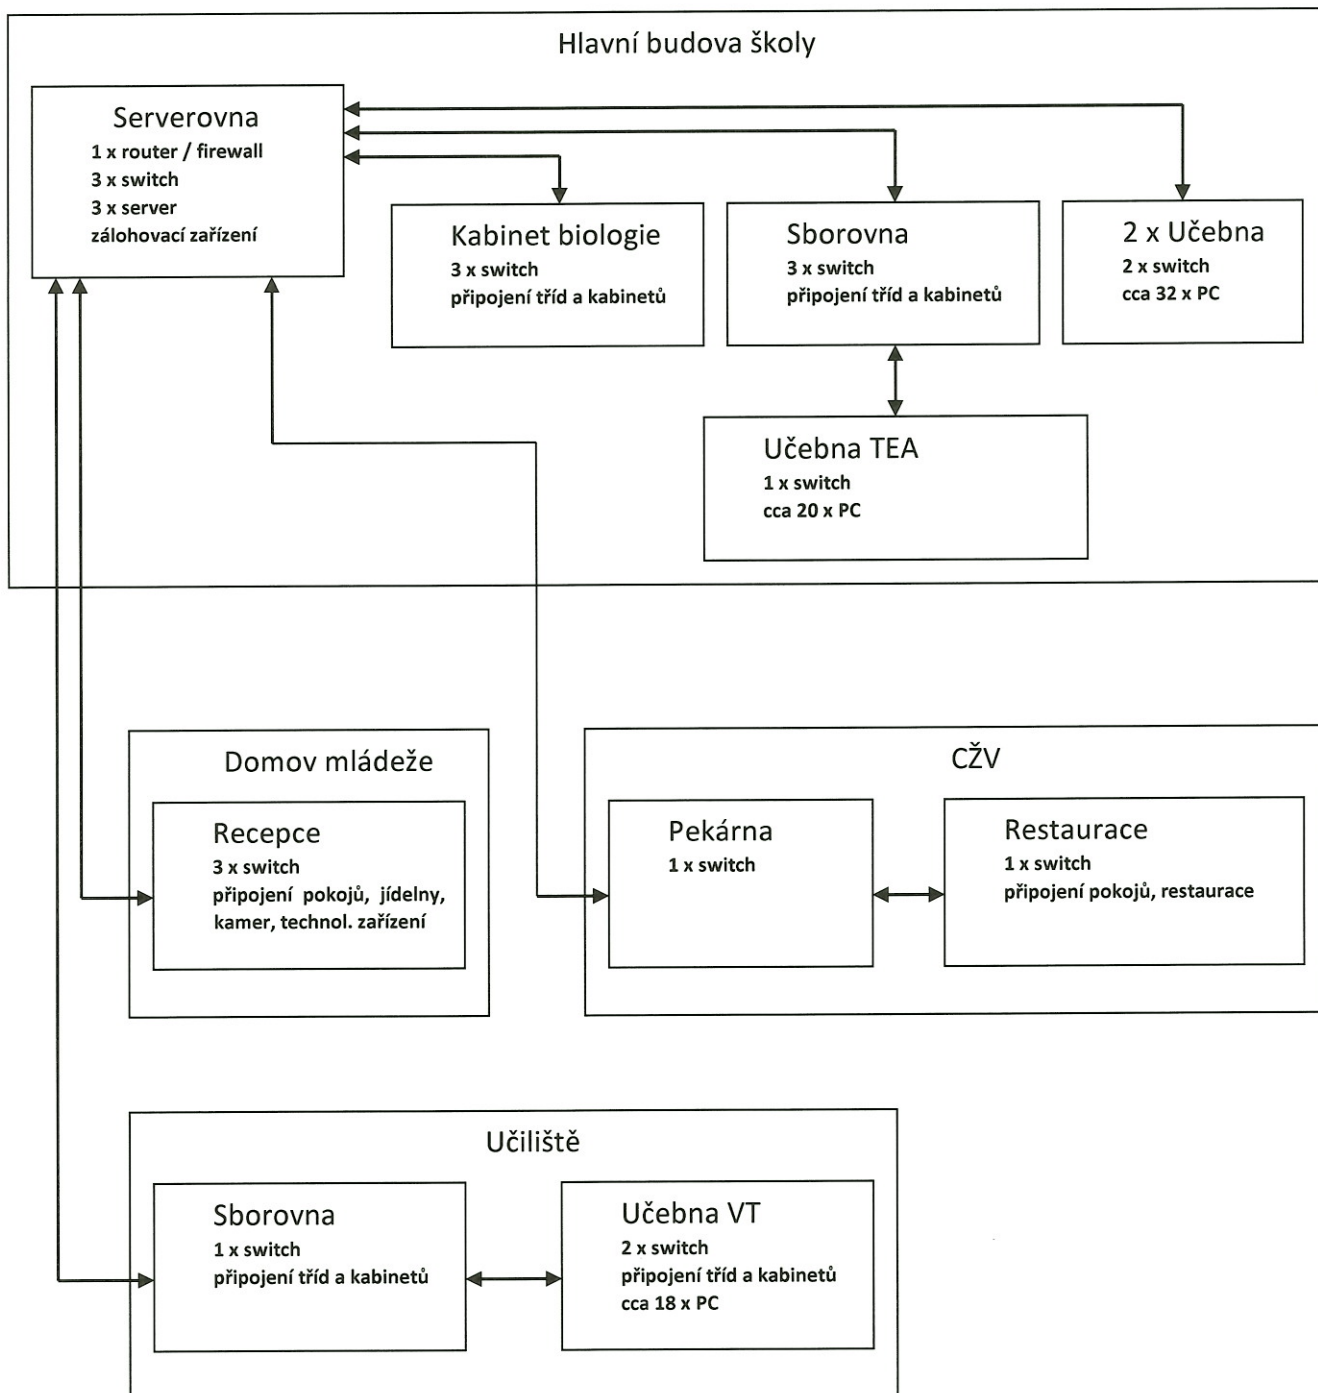 Hlavní budova školy
Serverovna
1 x router / firewall
3 x switch
3 x server
zálohovací zařízení
Kabinet biologie
3 x switch
připojení tříd a kabinetů
Sborovna
3 x switch
připojení tříd a kabinetů
2 x Učebna
2 x switch
cca 32 x PC
Učebna TEA
1 x switch
cca 20 x PC
Domov mládeže
Recepce
3 x switch
připojení pokojů, jídelny,
kamer, technol. zařízení
CŽV
Pekárna
1 x switch
Restaurace
1 x switch
připojení pokojů, restaurace
Učiliště
Sborovna
1 x switch
připojení tříd a kabinetů
Učebna VT
2 x switch
připojení tříd a kabinetů
cca 18 x PC